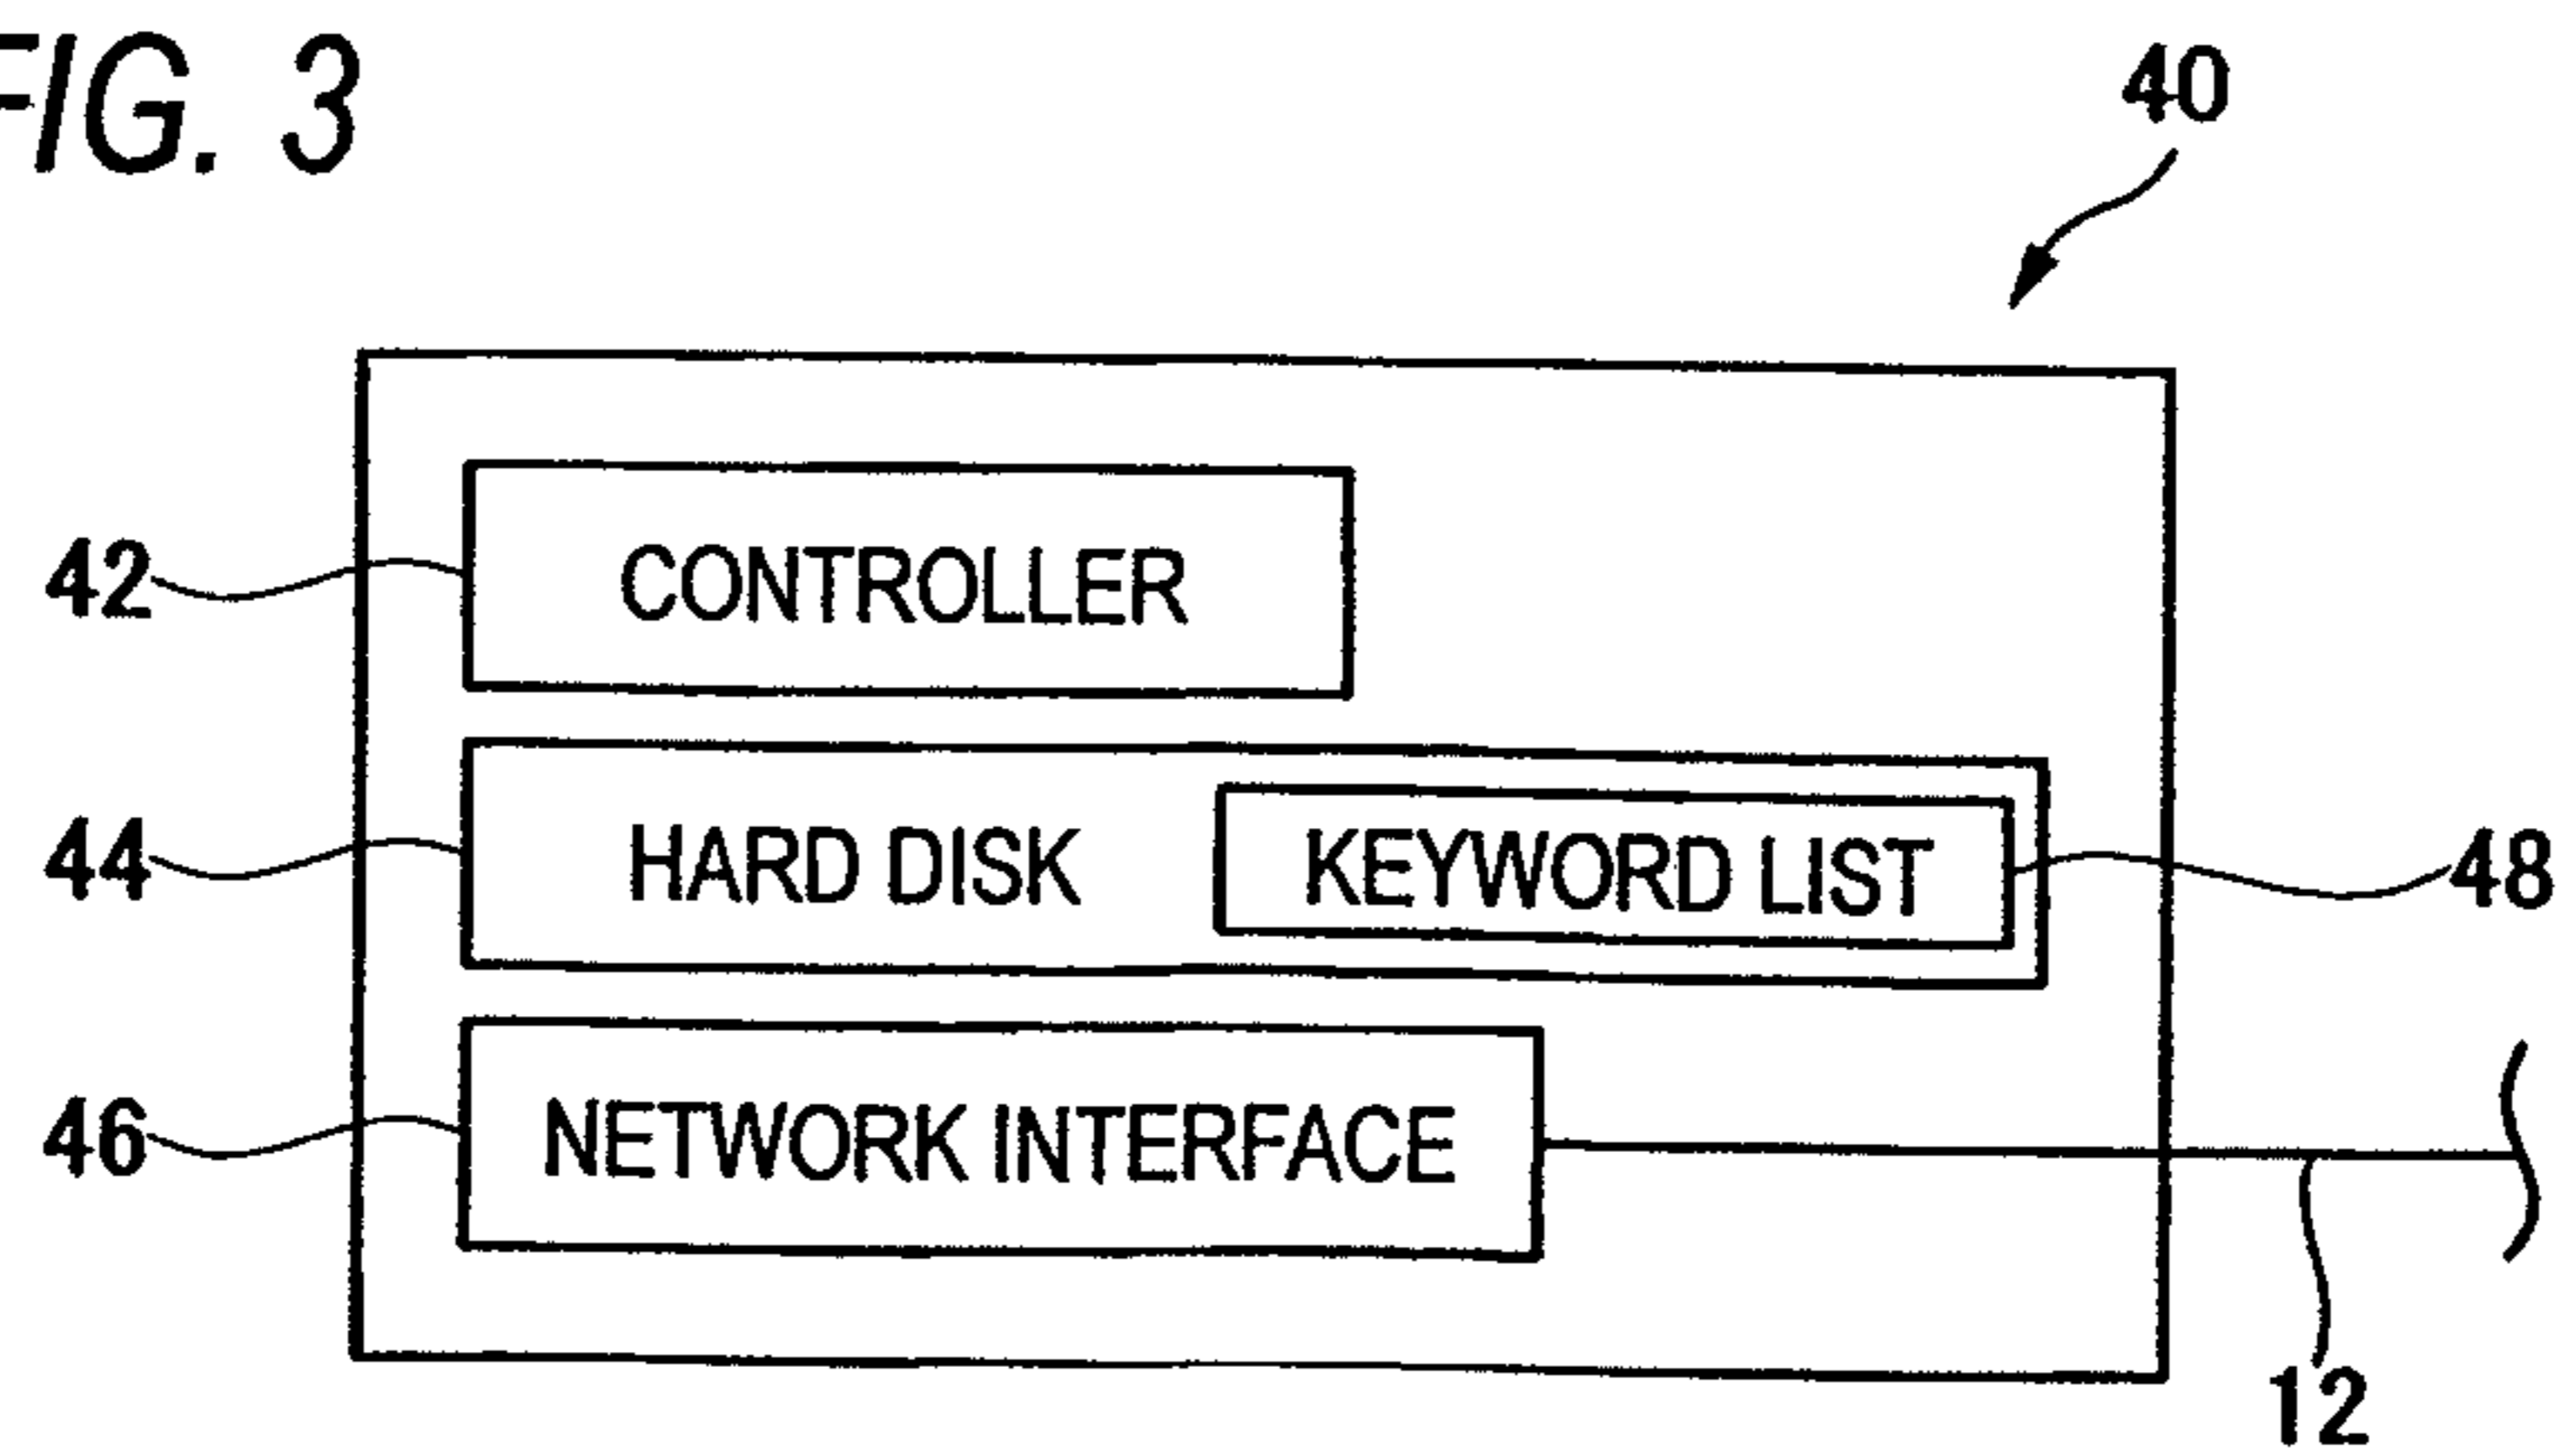 FIG. 3
40
42
CONTROLLER
44
HARD DISK
KEYWORD LIST
48
46
NETWORK INTERFACE
12